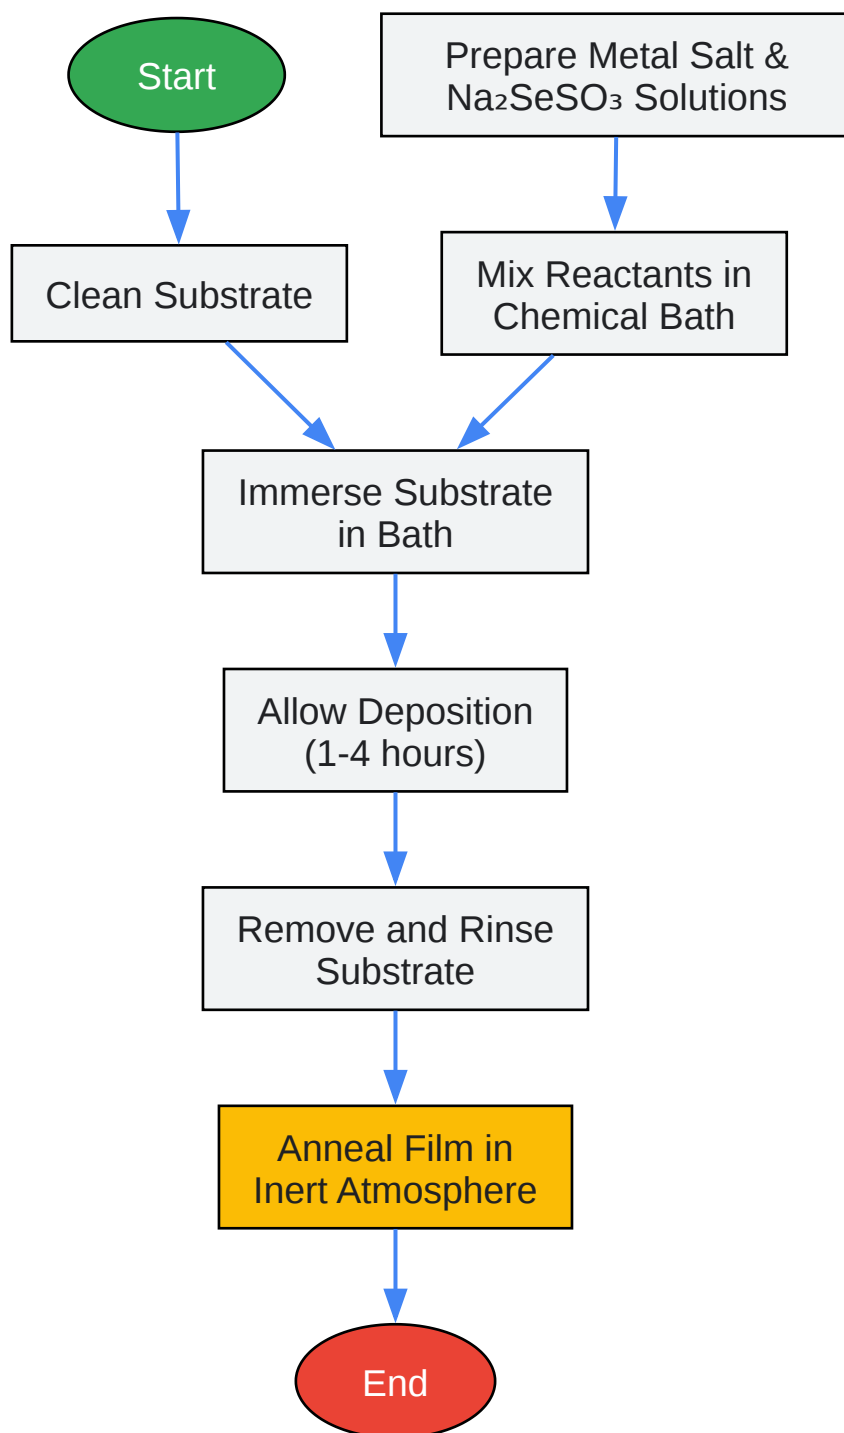 Start
Prepare Metal Salt &
Na₂SeSO₃ Solutions
Clean Substrate
Mix Reactants in
Chemical Bath
Immerse Substrate
in Bath
Allow Deposition
(1-4 hours)
Remove and Rinse
Substrate
Anneal Film in
Inert Atmosphere
End